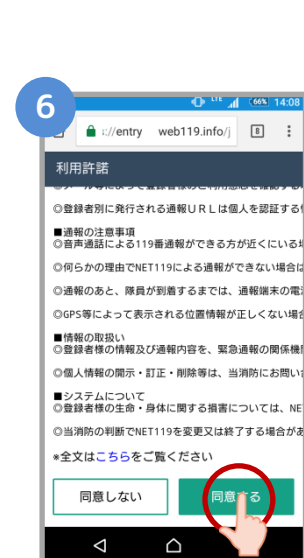 6
LTE 66% 14:08
://entry web119.info/j 8
利用許諾
◎登録者別に発行される通報URLは個人を認証する
■通報の注意事項
◎音声通話による119番通報ができる方が近くにいる
◎何らかの理由でNET119による通報ができない場合は
◎通報のあと、隊員が到着するまでは、通報端末の電
◎GPS等によって表示される位置情報が正しくない場合
■情報の取扱い
◎登録者様の情報及び通報内容を、緊急通報の関係機
◎個人情報の開示・訂正・削除等は、当消防にお問い
■システムについて
◎登録者の生命・身体に関する損害については、NE
◎当消防の判断でNET119を変更又は終了する場合があ
※全文はこちらをご覧ください
同意しない
同意する